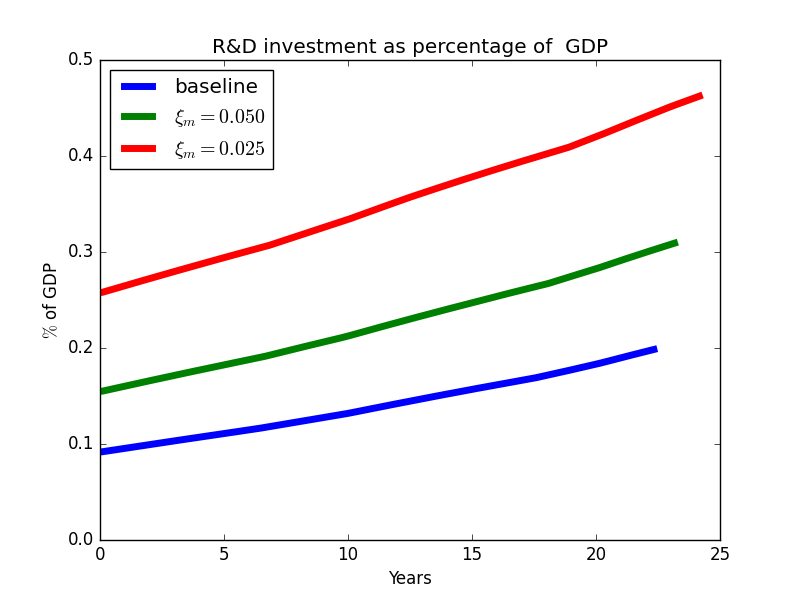 R&D investment as percentage of  GDP
baseline
ξₘ = 0.050
ξₘ = 0.025
0.5
0.4
0.3
0.2
0.1
0.0
% of GDP
0 5 10 15 20 25
Years